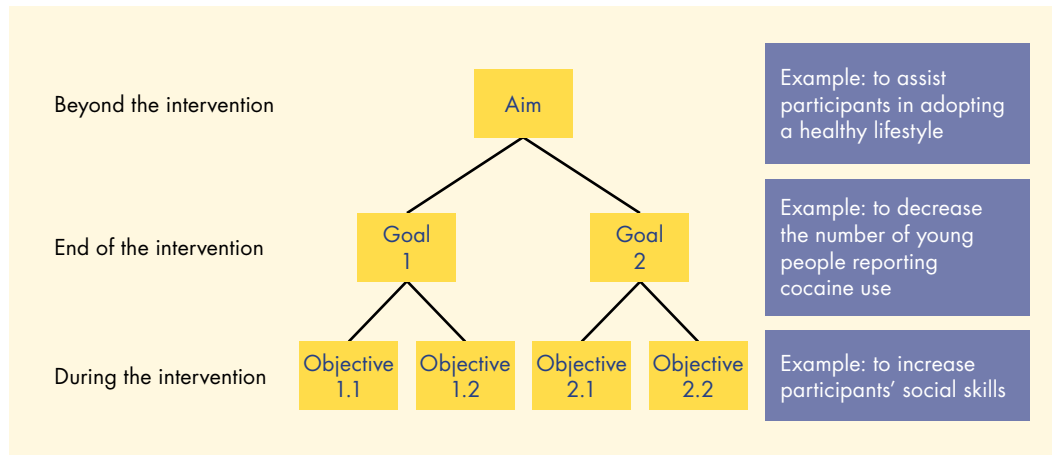 Beyond the intervention
Aim
Example: to assist
participants in adopting
a healthy lifestyle
End of the intervention
Goal
1
Goal
2
Example: to decrease
the number of young
people reporting
cocaine use
During the intervention
Objective
1.1
Objective
1.2
Objective
2.1
Objective
2.2
Example: to increase
participants’ social skills